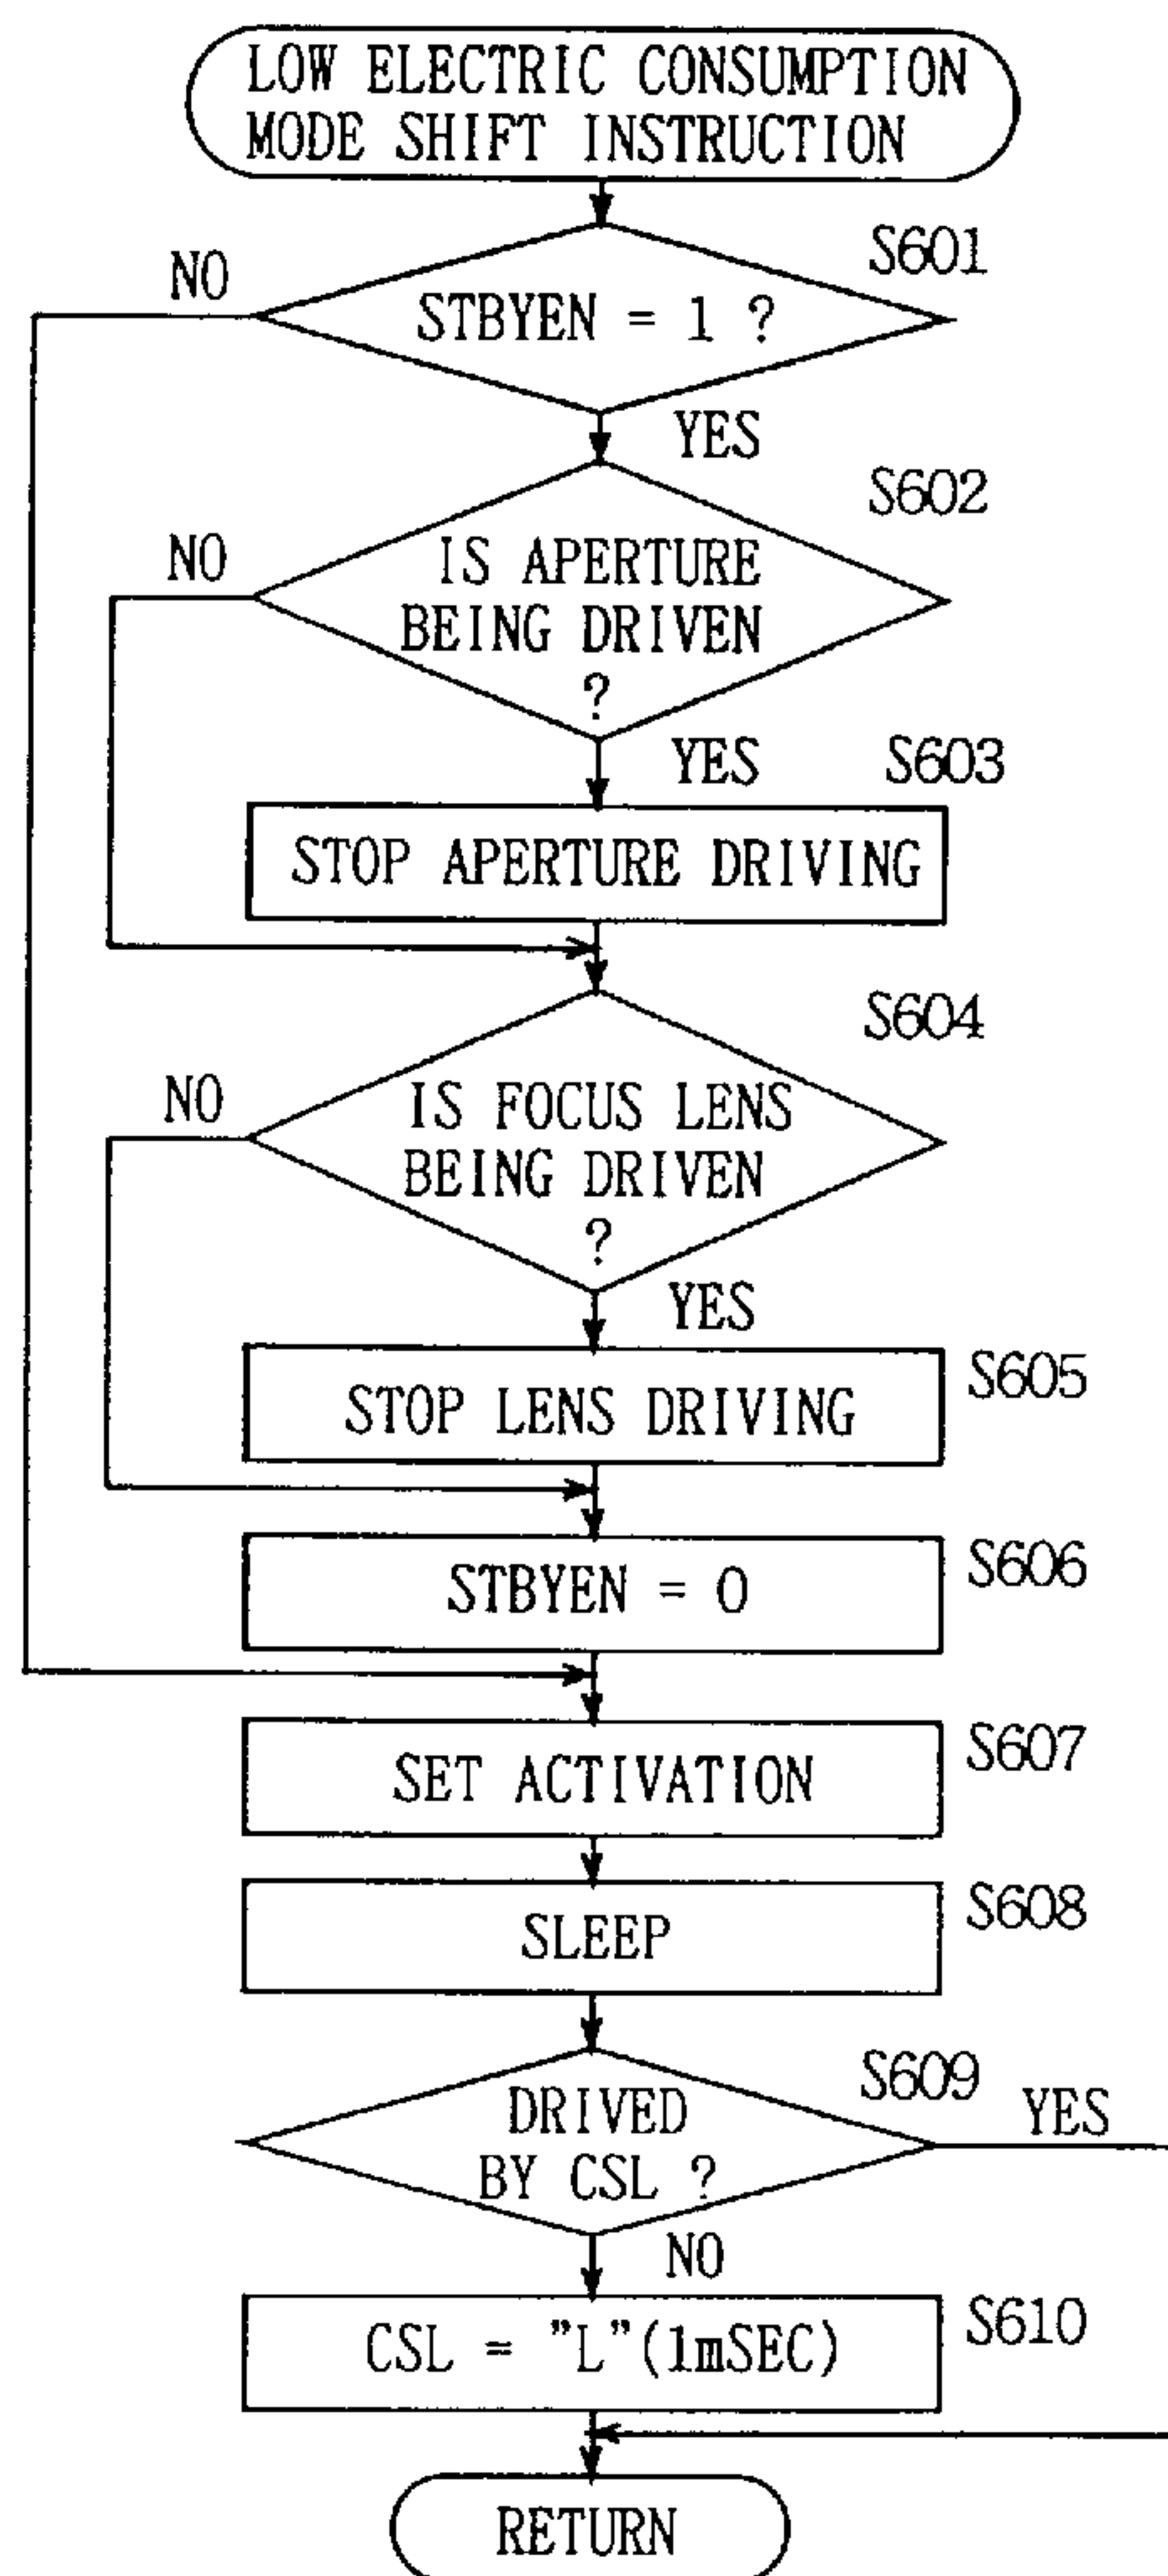 LOW ELECTRIC CONSUMPTION
MODE SHIFT INSTRUCTION
S601
NO
STBYEN = 1 ?
YES
S602
NO
IS APERTURE
BEING DRIVEN
?
YES
S603
STOP APERTURE DRIVING
S604
NO
IS FOCUS LENS
BEING DRIVEN
?
YES
S605
STOP LENS DRIVING
S606
STBYEN = 0
S607
SET ACTIVATION
S608
SLEEP
S609
YES
DRIVED
BY CSL ?
NO
S610
CSL = "L"(1mSEC)
RETURN